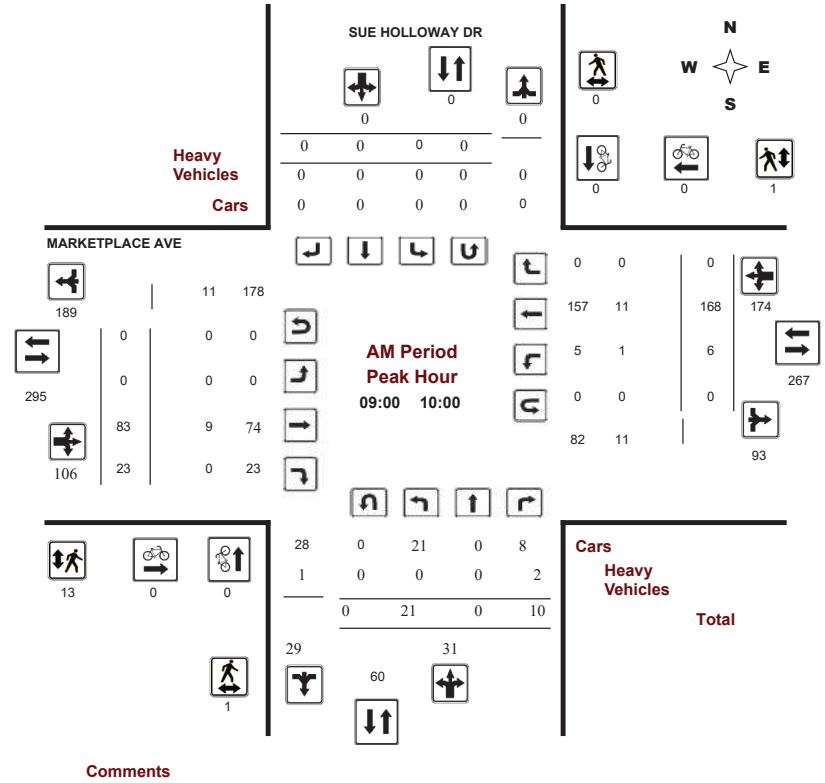 SUE HOLLOWAY DR
N
W E
S
0
0
0
0
0 0 0 0
Heavy
Vehicles
0 0 0 0 0
Cars
0 0 0 0 0
0 0 1
MARKETPLACE AVE
189
11 178
0 0 0
295
0 0 0
83 9 74
106
23 0 23
AM Period
Peak Hour
09:00 10:00
0 0 0
157 11 168 174
5 1 6
267
0 0 0
82 11
93
28 0 21 0 8
Cars
1 0 0 0 2
Heavy
Vehicles
0 21 0 10
Total
13 0 0
29 31
60
1
Comments